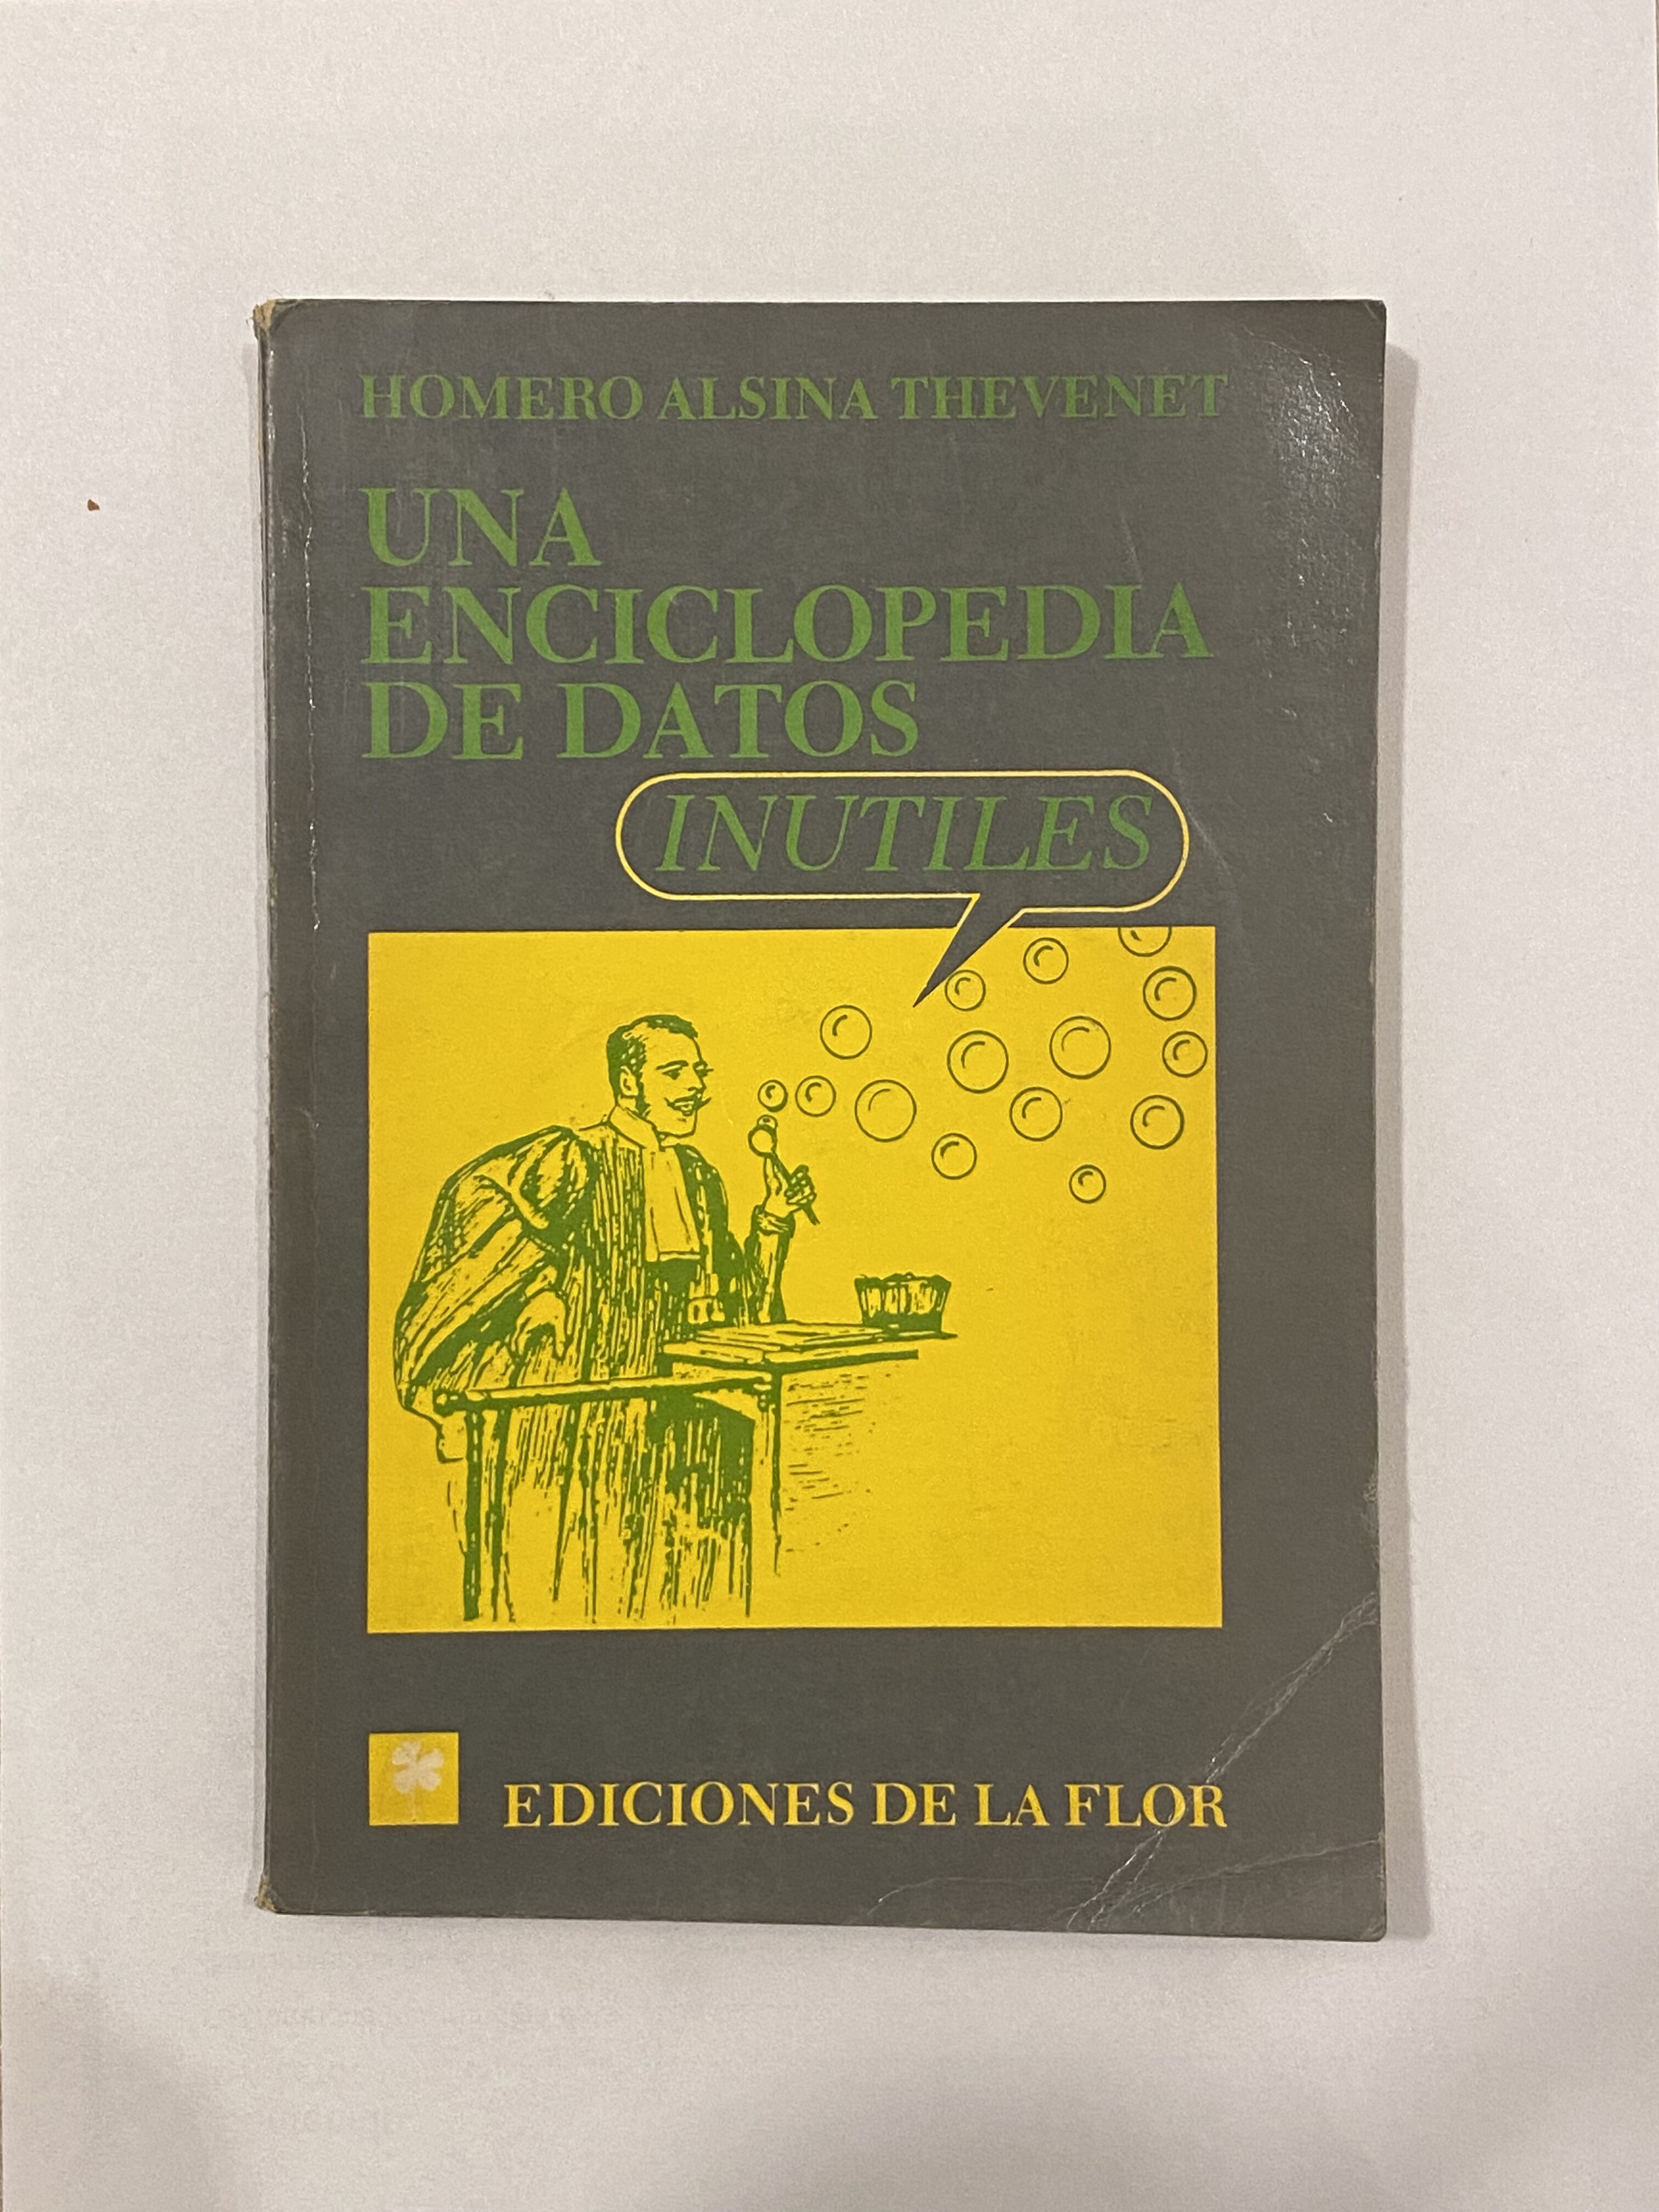 HOMERO ALSINA THEVENET
UNA
ENCICLOPEDIA
DE DATOS
INUTILES
EDICIONES DE LA FLOR